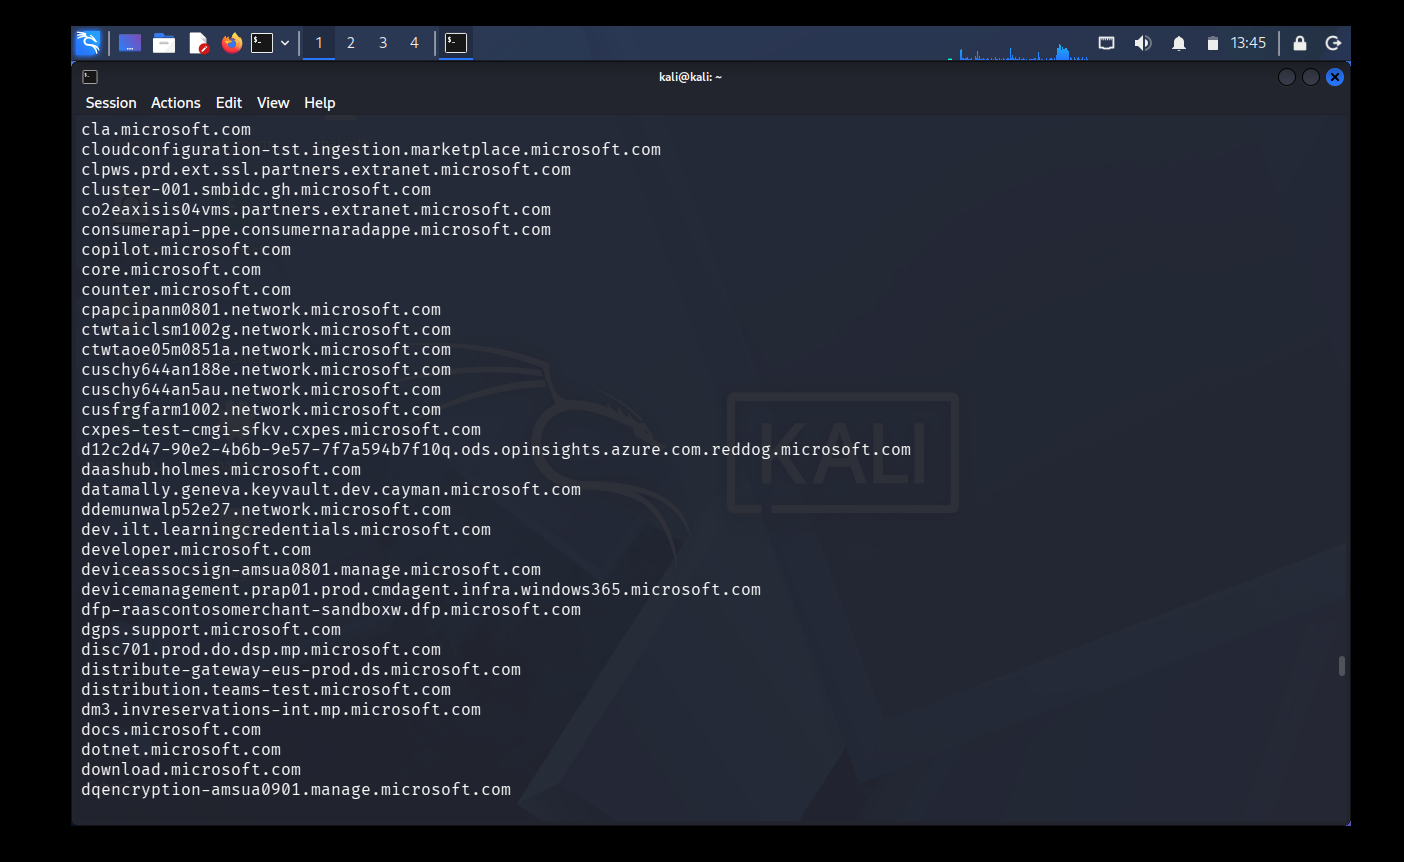 1 2 3 4 13:45
kali@kali: ~
Session Actions Edit View Help
cla.microsoft.com
cloudconfiguration-tst.ingestion.marketplace.microsoft.com
clpws.prd.ext.ssl.partners.extranet.microsoft.com
cluster-001.smbidc.gh.microsoft.com
co2eaxisis04vms.partners.extranet.microsoft.com
consumerapi-ppe.consumernaradappe.microsoft.com
copilot.microsoft.com
core.microsoft.com
counter.microsoft.com
cpapcipanm0801.network.microsoft.com
ctwtaiclsm1002g.network.microsoft.com
ctwtaoe05m0851a.network.microsoft.com
cuschy644an188e.network.microsoft.com
cuschy644an5au.network.microsoft.com
cusfrgfarm1002.network.microsoft.com
cxpes-test-cmgi-sfkv.cxpes.microsoft.com
d12c2d47-90e2-4b6b-9e57-7f7a594b7f10q.ods.opinsights.azure.com.reddog.microsoft.com
daashub.holmes.microsoft.com
datamally.geneva.keyvault.dev.cayman.microsoft.com
ddemunwalp52e27.network.microsoft.com
dev.ilt.learningcredentials.microsoft.com
developer.microsoft.com
deviceassocsign-amsua0801.manage.microsoft.com
devicemanagement.prap01.prod.cmdagent.infra.windows365.microsoft.com
dfp-raascontosomerchant-sandboxw.dfp.microsoft.com
dgps.support.microsoft.com
disc701.prod.do.dsp.mp.microsoft.com
distribute-gateway-eus-prod.ds.microsoft.com
distribution.teams-test.microsoft.com
dm3.invreservations-int.mp.microsoft.com
docs.microsoft.com
dotnet.microsoft.com
download.microsoft.com
dqencryption-amsua0901.manage.microsoft.com
KALI